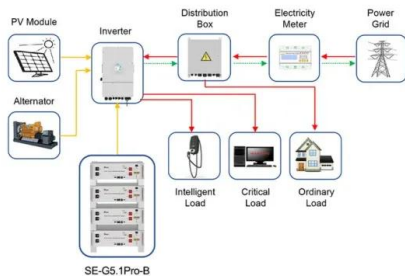 PV Module
Inverter
Distribution
Box
Electricity
Meter
Power
Grid
Alternator
Intelligent
Load
Critical
Load
Ordinary
Load
SE-G5.1Pro-B